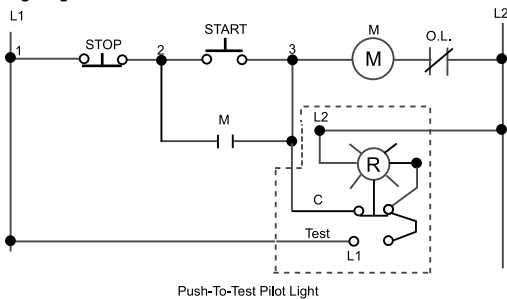 L1
L2
START
M
O.L.
STOP
1
2
3
M
M
L2
R
C
Test
L1
Push-To-Test Pilot Light